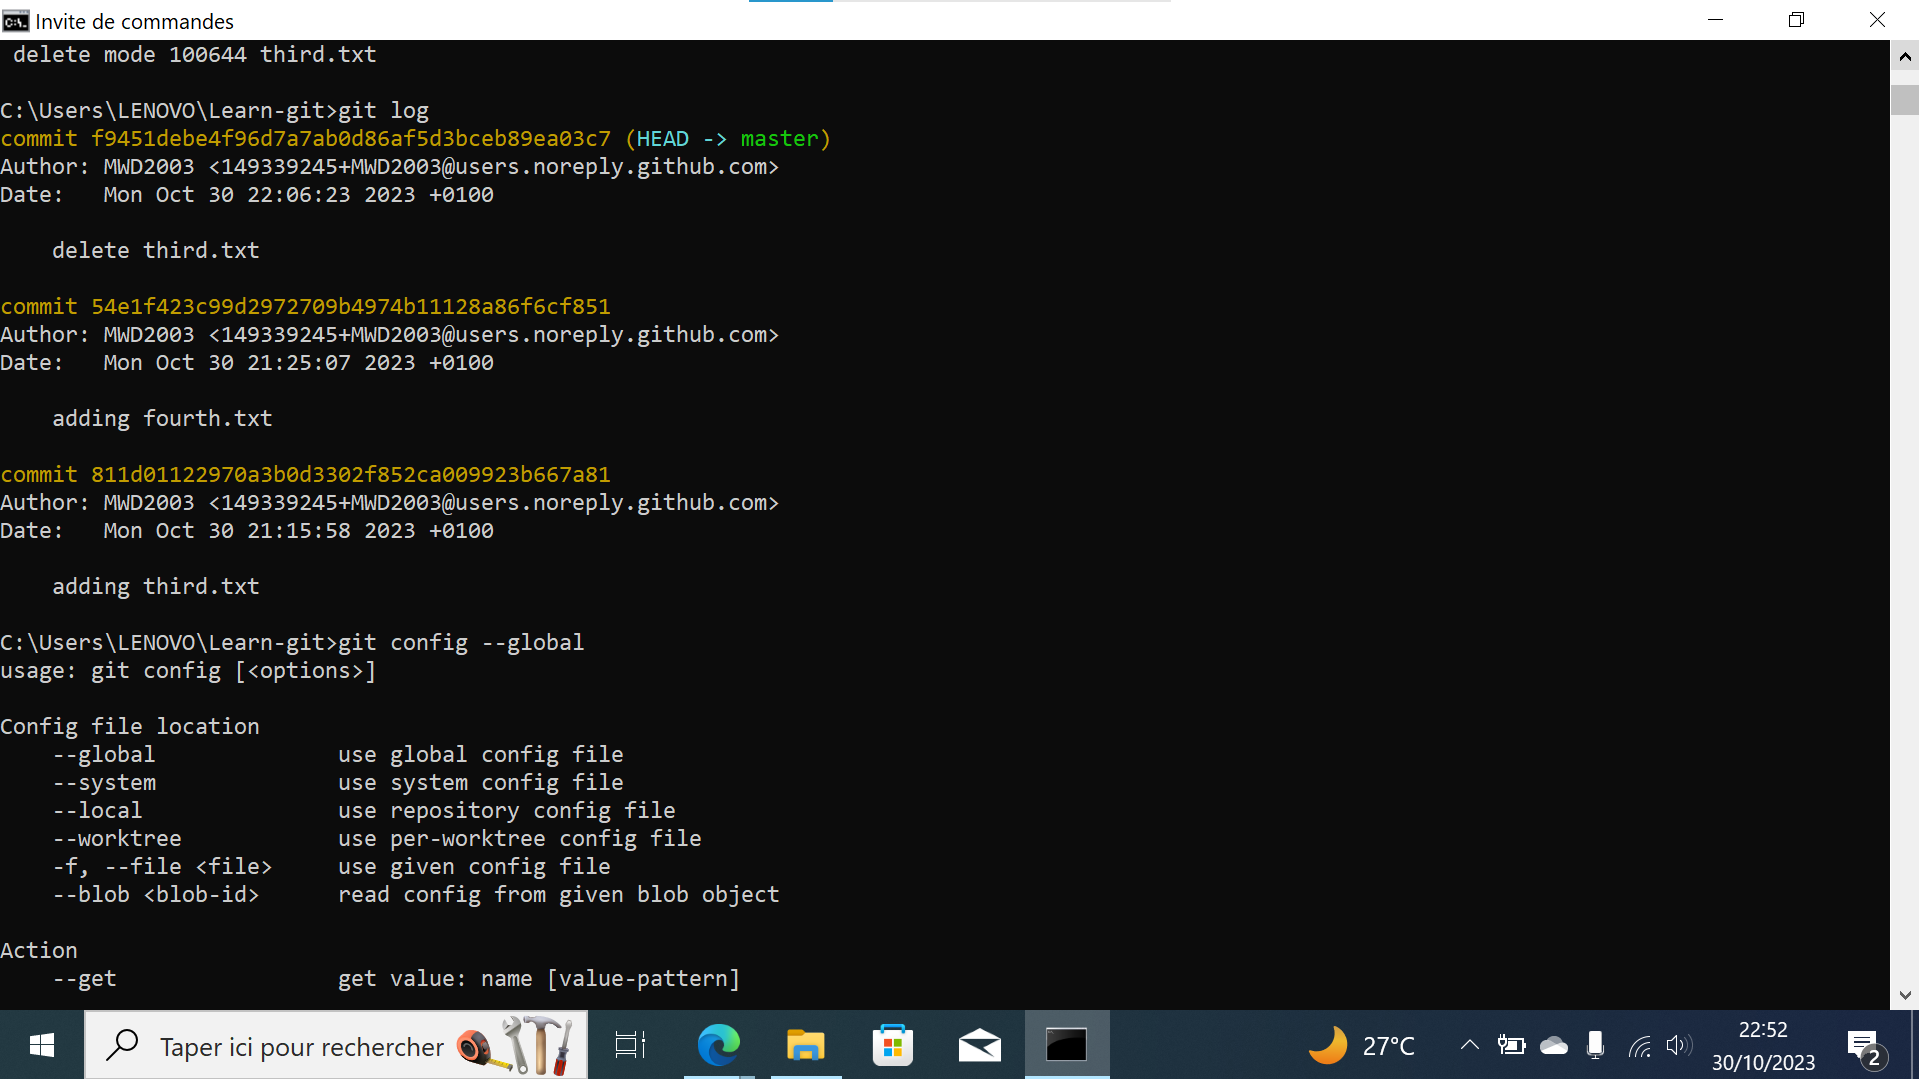 Invite de commandes
delete mode 100644 third.txt
C:\Users\LENOVO\Learn-git>git log
commit f9451debe4f96d7a7ab0d86af5d3bceb89ea03c7 (HEAD -> master)
Author: MWD2003 <149339245+MWD2003@users.noreply.github.com>
Date:   Mon Oct 30 22:06:23 2023 +0100
delete third.txt
commit 54e1f423c99d2972709b4974b11128a86f6cf851
Author: MWD2003 <149339245+MWD2003@users.noreply.github.com>
Date:   Mon Oct 30 21:25:07 2023 +0100
adding fourth.txt
commit 811d01122970a3b0d3302f852ca009923b667a81
Author: MWD2003 <149339245+MWD2003@users.noreply.github.com>
Date:   Mon Oct 30 21:15:58 2023 +0100
adding third.txt
C:\Users\LENOVO\Learn-git>git config --global
usage: git config [<options>]
Config file location
--global              use global config file
--system              use system config file
--local               use repository config file
--worktree            use per-worktree config file
-f, --file <file>     use given config file
--blob <blob-id>      read config from given blob object
Action
--get                 get value: name [value-pattern]
Taper ici pour rechercher
27°C
22:52
30/10/2023
2